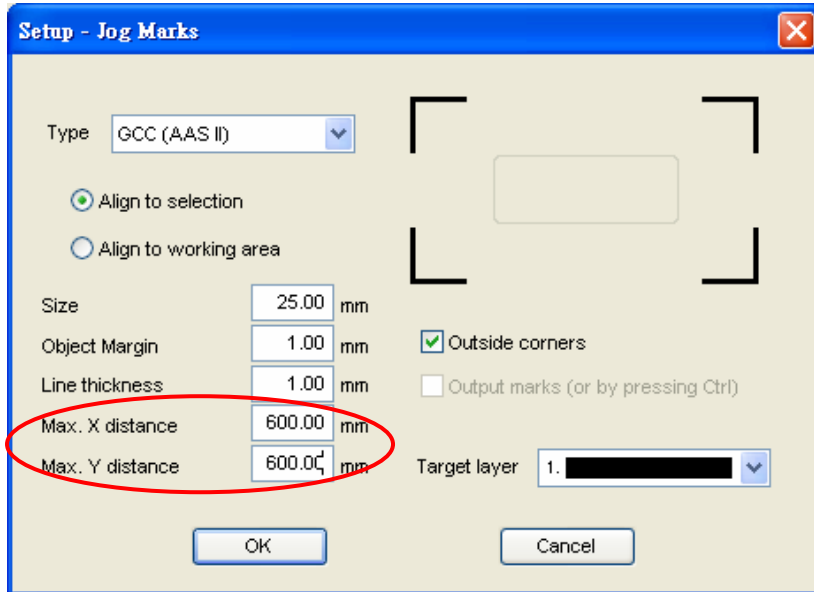 Setup - Jog Marks
Type GCC (AAS II)
Align to selection
Align to working area
Size 25.00 mm
Object Margin 1.00 mm
Line thickness 1.00 mm
Max. X distance 600.00 mm
Max. Y distance 600.00 mm
Outside corners
Output marks (or by pressing Ctrl)
Target layer 1.
OK Cancel